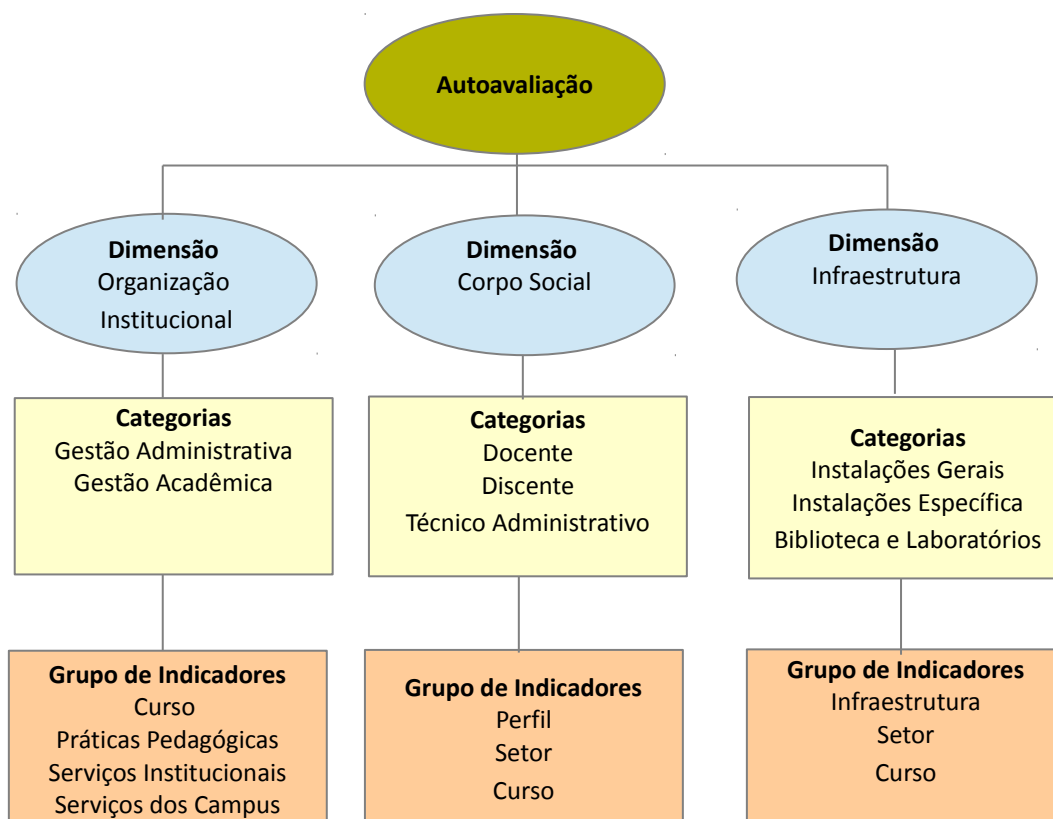 Autoavaliação
Dimensão
Organização
Institucional
Dimensão
Corpo Social
Dimensão
Infraestrutura
Categorias
Gestão Administrativa
Gestão Acadêmica
Categorias
Docente
Discente
Técnico Administrativo
Categorias
Instalações Gerais
Instalações Específica
Biblioteca e Laboratórios
Grupo de Indicadores
Curso
Práticas Pedagógicas
Serviços Institucionais
Serviços dos Campus
Grupo de Indicadores
Perfil
Setor
Curso
Grupo de Indicadores
Infraestrutura
Setor
Curso